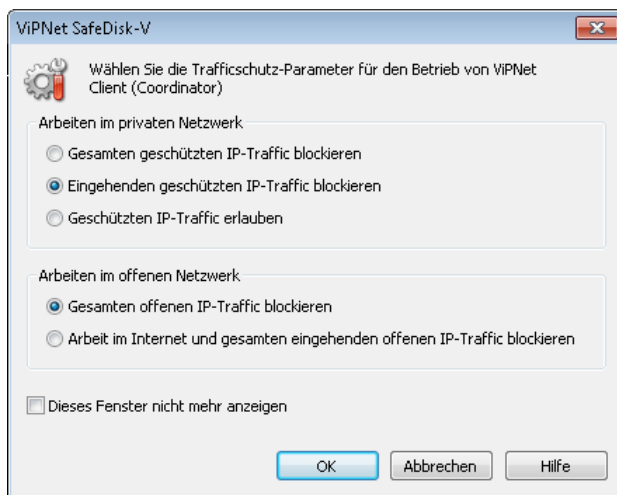 ViPNet SafeDisk-V
Wählen Sie die Trafficschutz-Parameter für den Betrieb von ViPNet
Client (Coordinator)
Arbeiten im privaten Netzwerk
Gesamten geschützten IP-Traffic blockieren
Eingehenden geschützten IP-Traffic blockieren
Geschützten IP-Traffic erlauben
Arbeiten im offenen Netzwerk
Gesamten offenen IP-Traffic blockieren
Arbeit im Internet und gesamten eingehenden offenen IP-Traffic blockieren
Dieses Fenster nicht mehr anzeigen
OK Abbrechen Hilfe